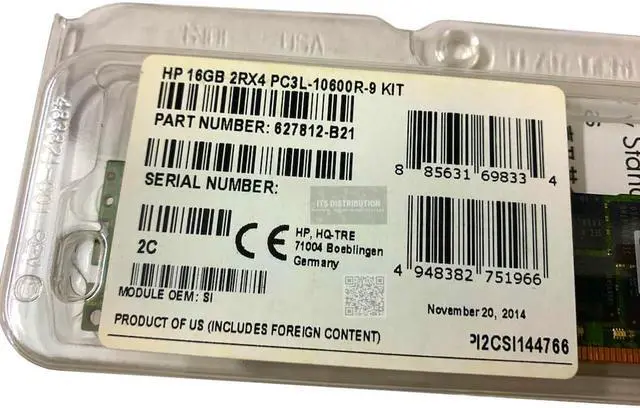 USA
HP 16GB 2RX4 PC3L-10600R-9 KIT
PART NUMBER: 627812-B21
8 85631 69833 4
SERIAL NUMBER:
ITS DISTRIBUTION
2C
CE
HP, HQ-TRE
71004 Boeblingen
Germany
4 948382 751966
MODULE OEM: SI
November 20, 2014
PRODUCT OF US (INCLUDES FOREIGN CONTENT)
PI2CSI144766